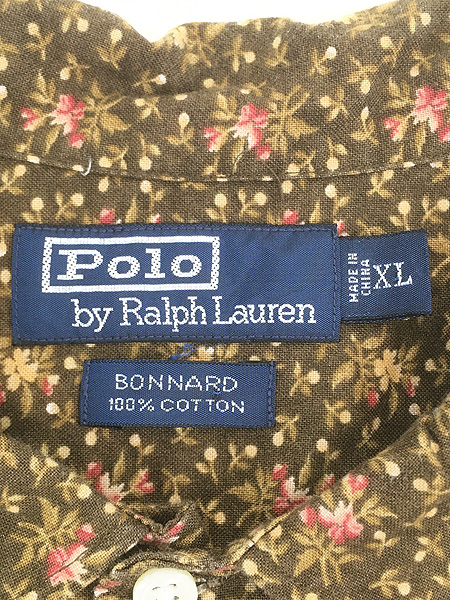 Polo
by Ralph Lauren
MADE IN
CHINA
XL
BONNARD
100% COTTON